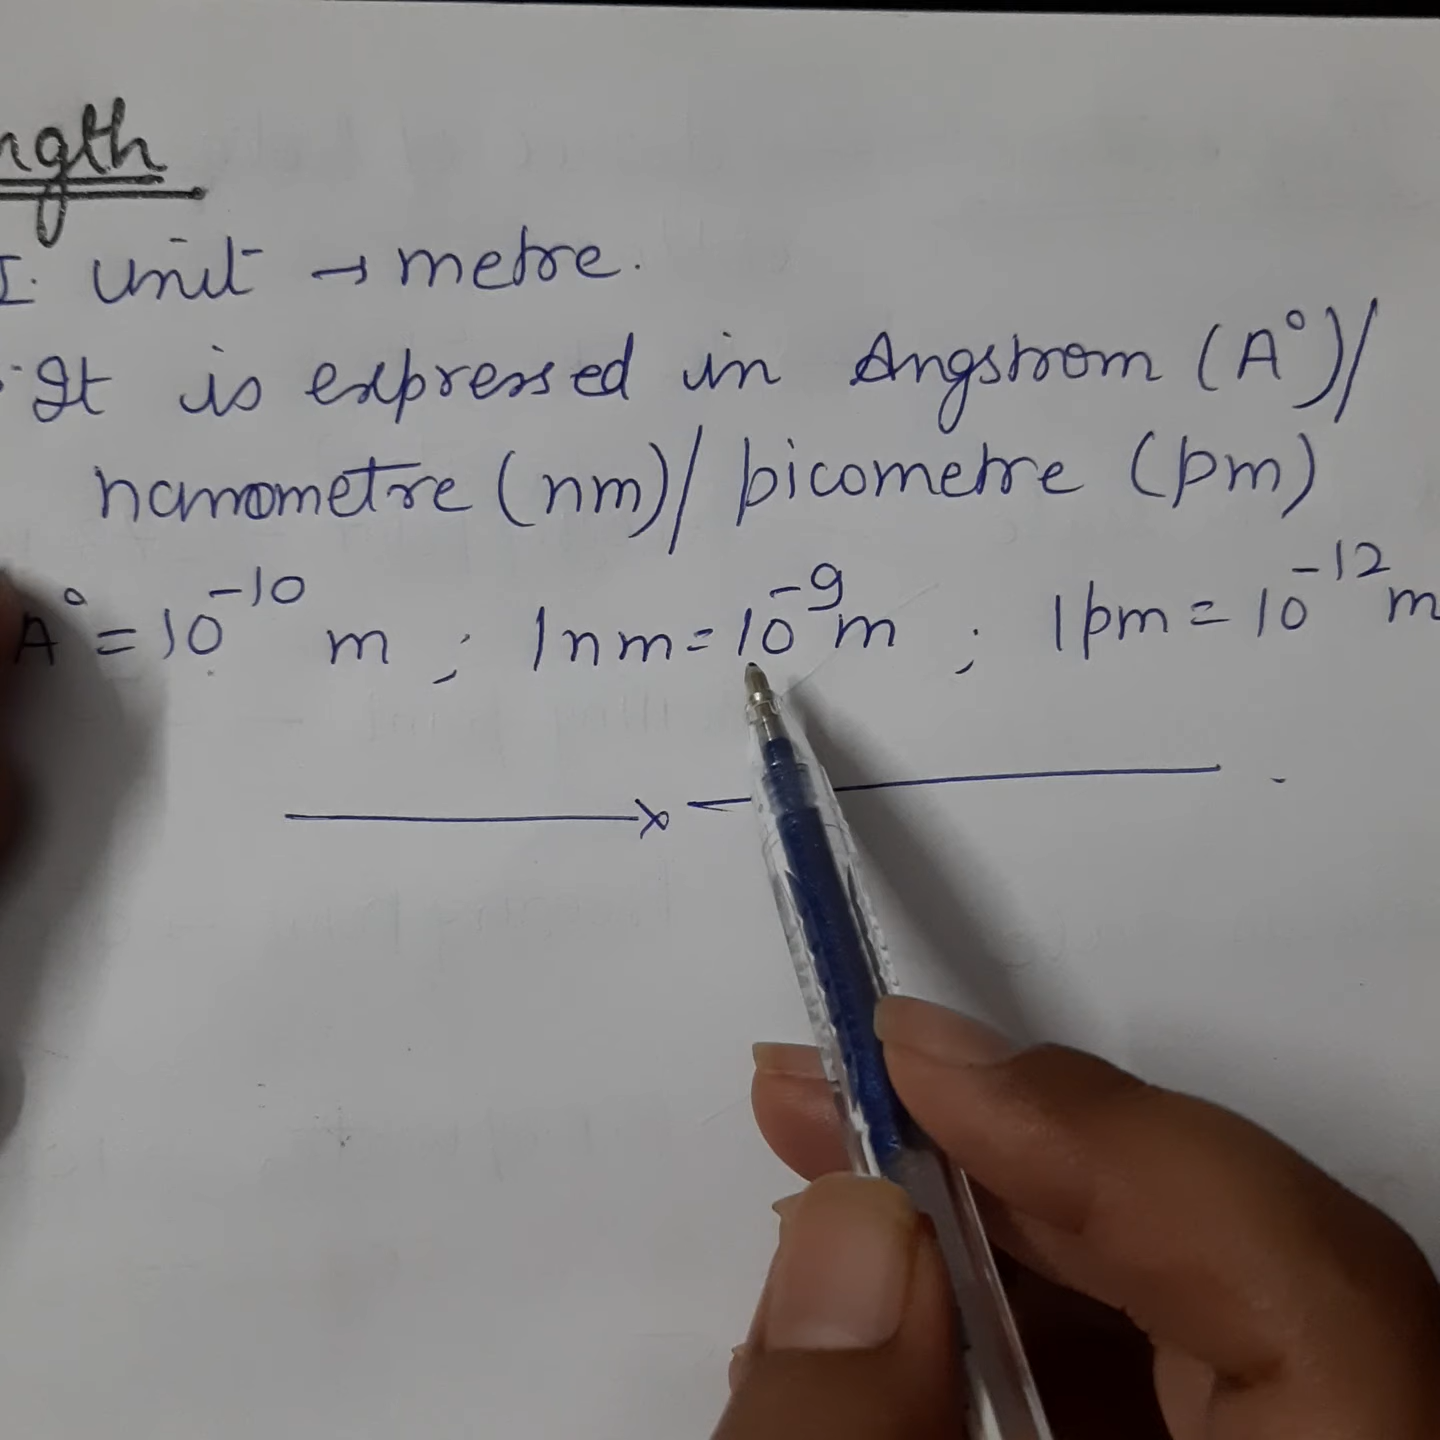 ngth
I. unit → metre.
It is expressed in Angstrom (A°)/
nanometre (nm)/ picometre (pm)
A° = 10⁻¹⁰ m ; 1nm = 10⁻⁹ m ; 1pm = 10⁻¹² m